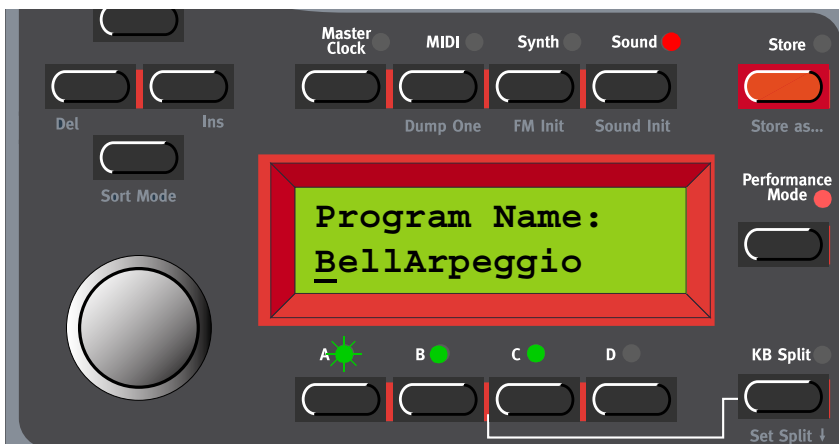 Master
Clock
MIDI
Synth
Sound
Store
Del
Ins
Dump One
FM Init
Sound Init
Store as...
Sort Mode
Performance
Mode
Program Name:
BellArpeggio
A
B
C
D
KB Split
Set Split ↓